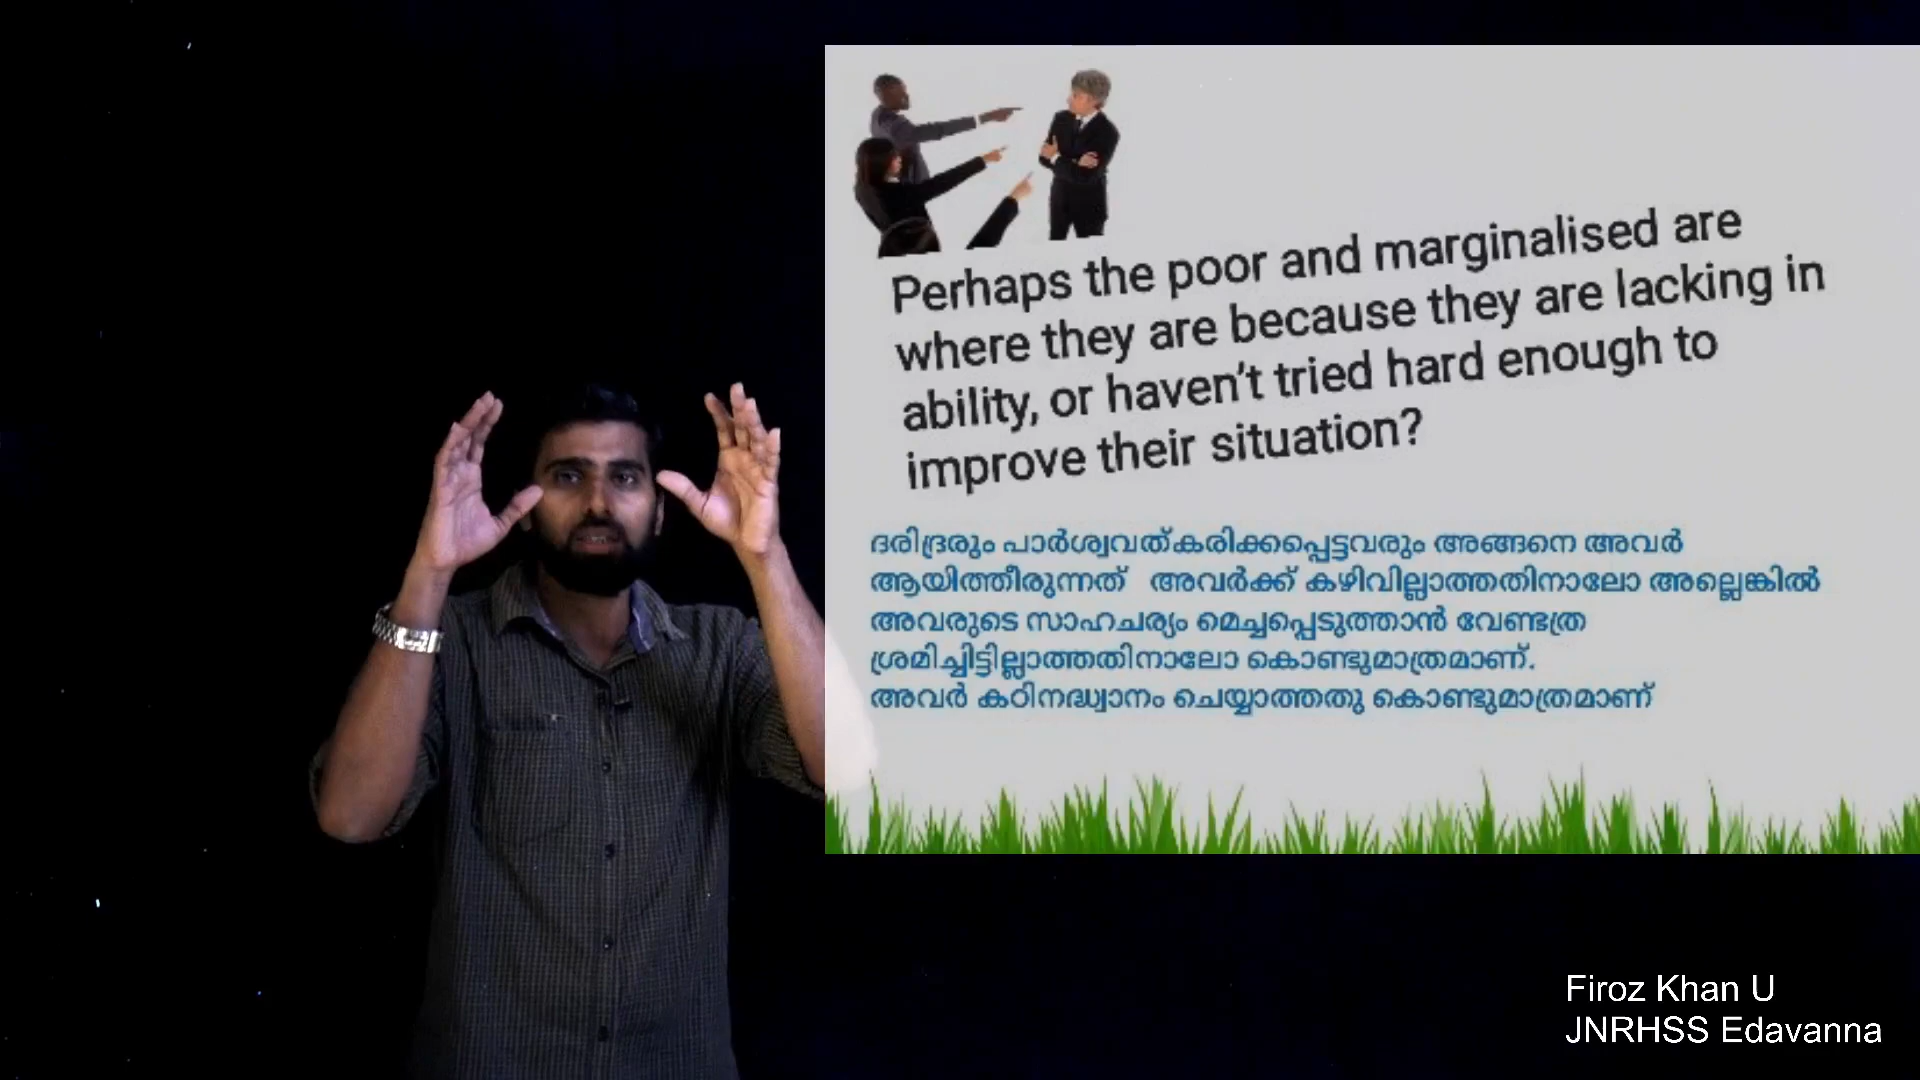 Perhaps the poor and marginalised are
where they are because they are lacking in
ability, or haven't tried hard enough to
improve their situation?
ദരിദ്രരും പാർശ്വവത്കരിക്കപ്പെട്ടവരും അങ്ങനെ അവർ
ആയിത്തീരുന്നത് അവർക്ക് കഴിവില്ലാത്തതിനാലോ അല്ലെങ്കിൽ
അവരുടെ സാഹചര്യം മെച്ചപ്പെടുത്താൻ വേണ്ടത്ര
ശ്രമിച്ചിട്ടില്ലാത്തതിനാലോ കൊണ്ടുമാത്രമാണ്.
അവർ കഠിനദ്ധ്വാനം ചെയ്യാത്തതു കൊണ്ടുമാത്രമാണ്
Firoz Khan U
JNRHSS Edavanna